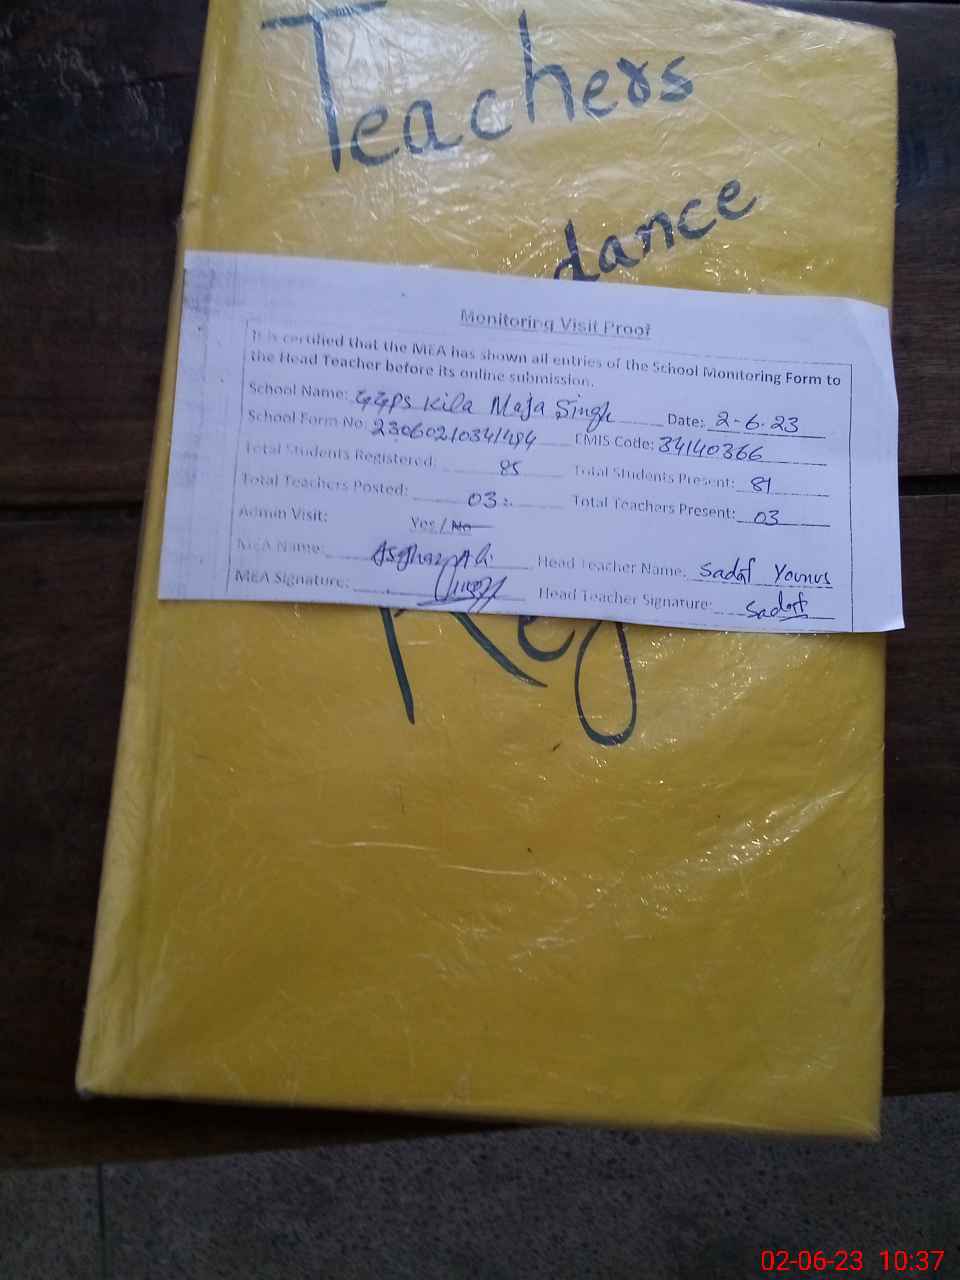 Teachers
dance
Monitoring Visit Proof
It is certified that the MEA has shown all entries of the School Monitoring Form to
the Head Teacher before its online submission.
School Name: GGPS Kila Maja Singh Date: 2-6-23
School Form No: 23060210341494 EMIS Code: 34140366
Total Students Registered: 85 Total Students Present: 81
Total Teachers Posted: 03 Total Teachers Present: 03
Admin Visit: Yes / No
MEA Name: Asghar Ali Head Teacher Name: Sadaf Younus
MEA Signature: Head Teacher Signature: Sadaf
Reg
02-06-23 10:37